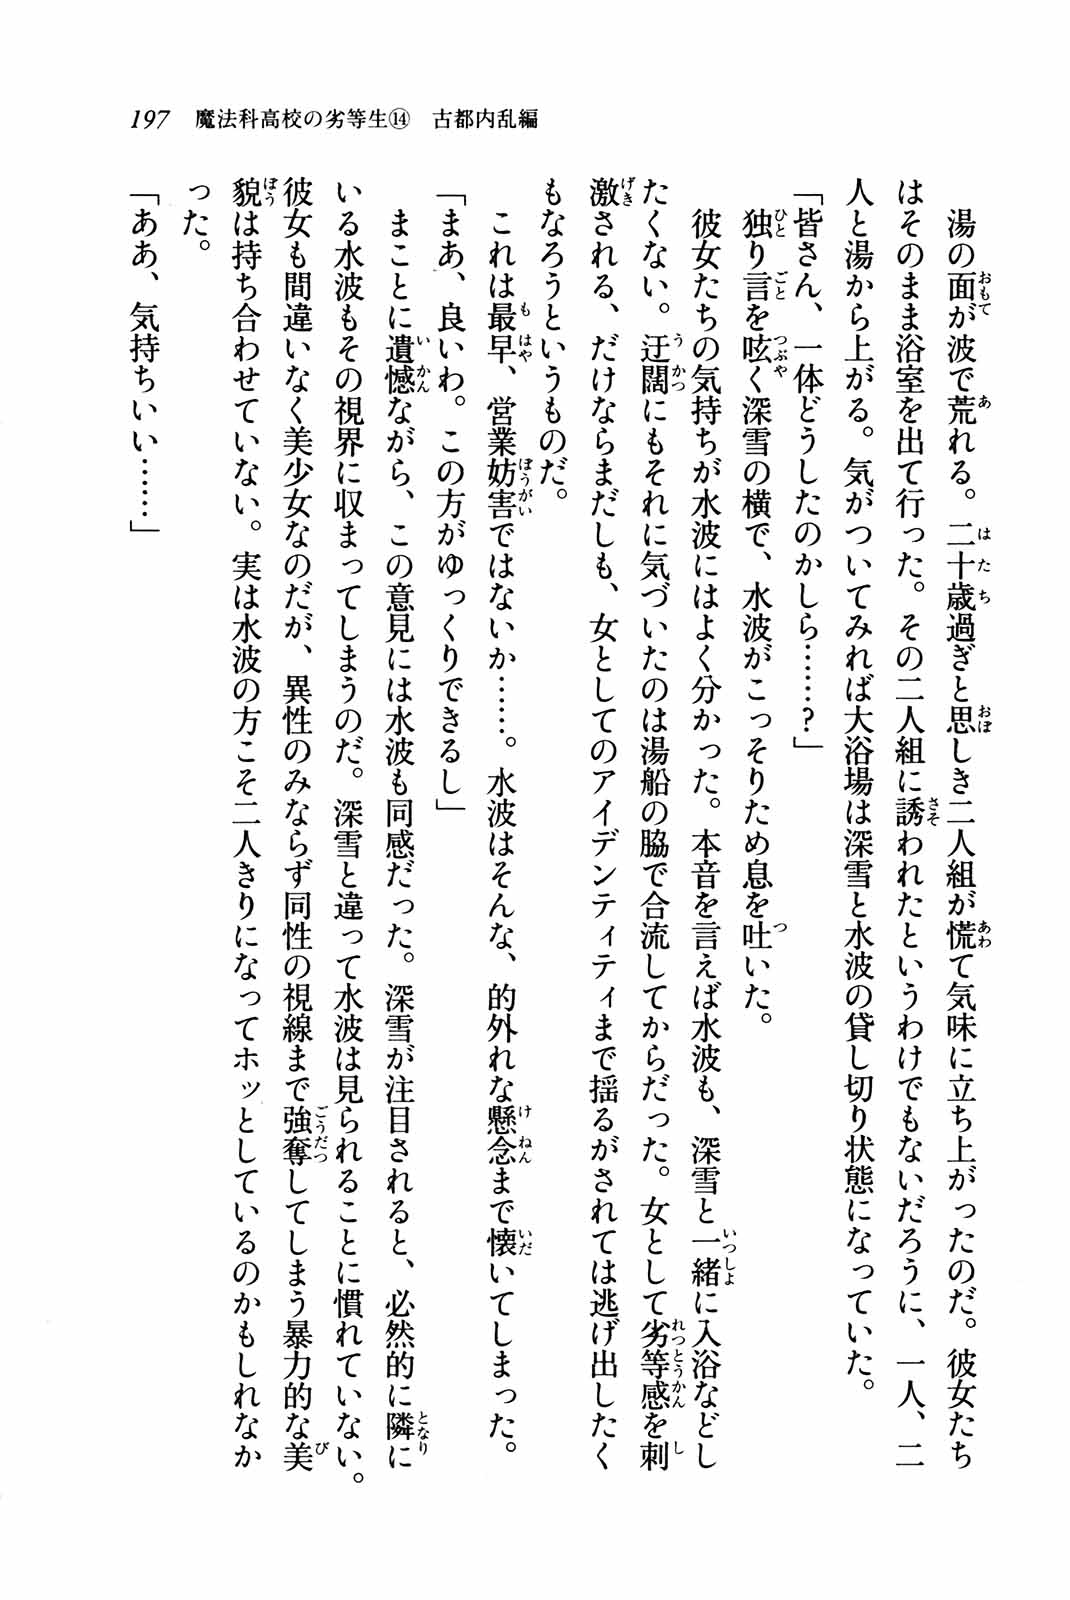 197　魔法科高校の劣等生⑭　古都内乱編
　湯の面が波で荒れる。二十歳過ぎと思しき二人組が慌て気味に立ち上がったのだ。彼女たち
はそのまま浴室を出て行った。その二人組に誘われたというわけでもないだろうに、一人、二
人と湯から上がる。気がついてみれば大浴場は深雪と水波の貸し切り状態になっていた。
「皆さん、一体どうしたのかしら……？」
　独り言を呟く深雪の横で、水波がこっそりため息を吐いた。
　彼女たちの気持ちが水波にはよく分かった。本音を言えば水波も、深雪と一緒に入浴などし
たくない。迂闊にもそれに気づいたのは湯船の脇で合流してからだった。女として劣等感を刺
激される、だけならまだしも、女としてのアイデンティティまで揺るがされては逃げ出したく
もなろうというものだ。
　これは最早、営業妨害ではないか……。水波はそんな、的外れな懸念まで懐いてしまった。
「まあ、良いわ。この方がゆっくりできるし」
　まことに遺憾ながら、この意見には水波も同感だった。深雪が注目されると、必然的に隣に
いる水波もその視界に収まってしまうのだ。深雪と違って水波は見られることに慣れていない。
彼女も間違いなく美少女なのだが、異性のみならず同性の視線まで強奪してしまう暴力的な美
貌は持ち合わせていない。実は水波の方こそ二人きりになってホッとしているのかもしれなか
った。
「ああ、気持ちいい……」